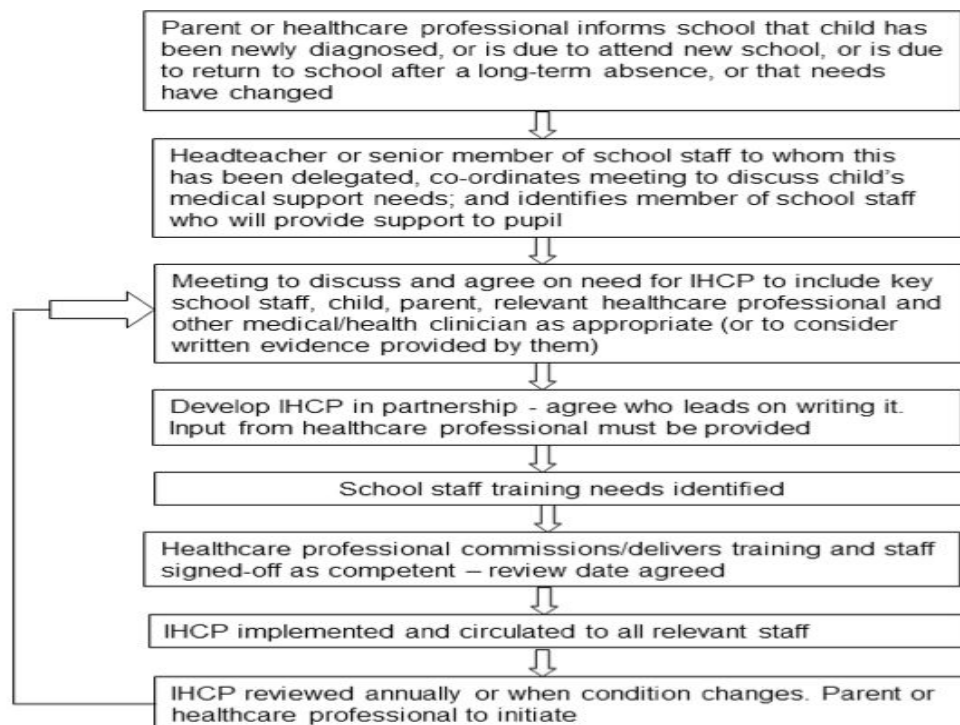 Parent or healthcare professional informs school that child has
been newly diagnosed, or is due to attend new school, or is due
to return to school after a long-term absence, or that needs
have changed
Headteacher or senior member of school staff to whom this
has been delegated, co-ordinates meeting to discuss child's
medical support needs; and identifies member of school staff
who will provide support to pupil
Meeting to discuss and agree on need for IHCP to include key
school staff, child, parent, relevant healthcare professional and
other medical/health clinician as appropriate (or to consider
written evidence provided by them)
Develop IHCP in partnership - agree who leads on writing it.
Input from healthcare professional must be provided
School staff training needs identified
Healthcare professional commissions/delivers training and staff
signed-off as competent – review date agreed
IHCP implemented and circulated to all relevant staff
IHCP reviewed annually or when condition changes. Parent or
healthcare professional to initiate